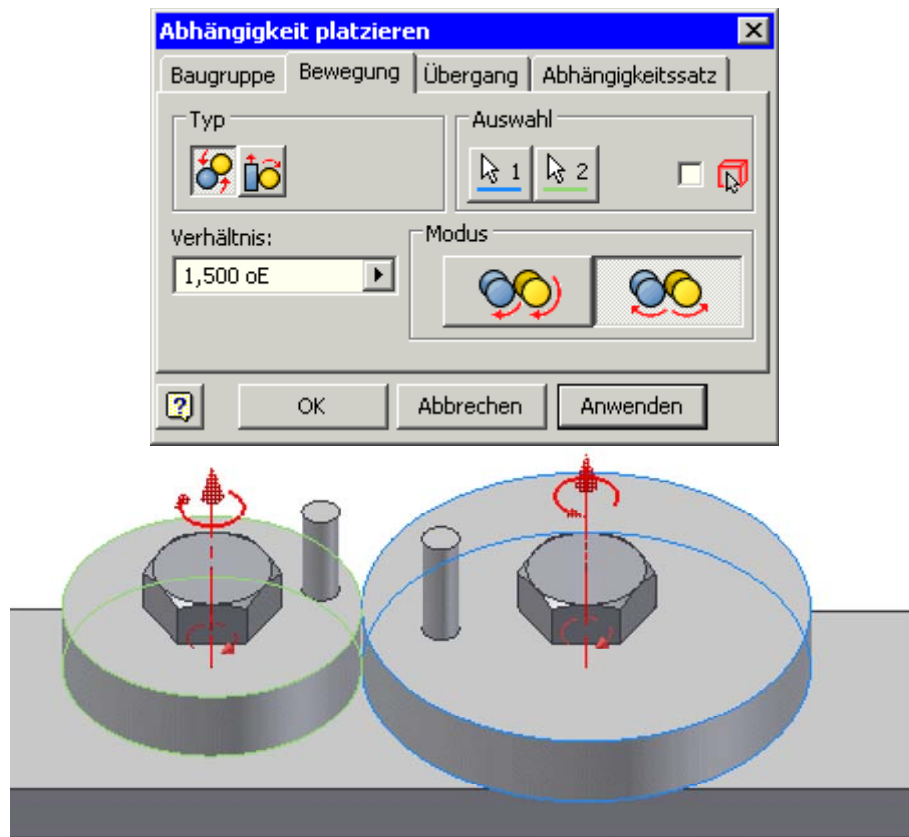 Abhängigkeit platzieren
Baugruppe Bewegung Übergang Abhängigkeitssatz
Typ Auswahl
1 2
Verhältnis: Modus
1,500 oE
? OK Abbrechen Anwenden